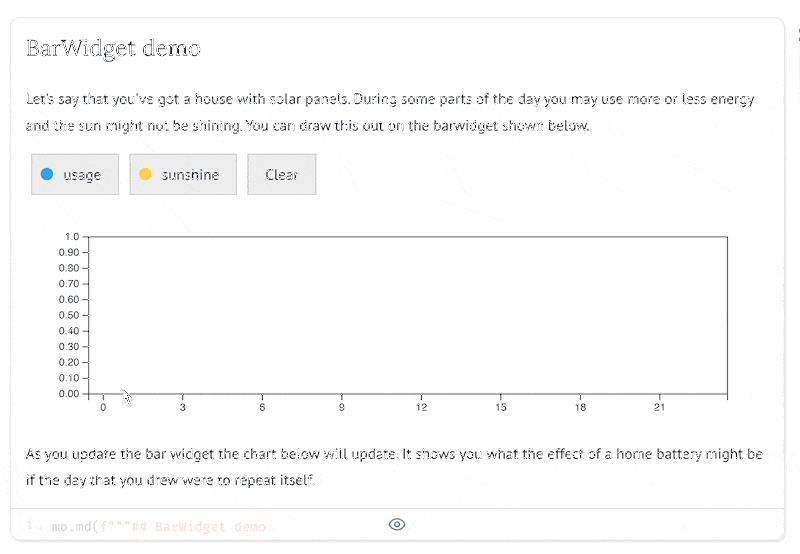 BarWidget demo
Let's say that you've got a house with solar panels. During some parts of the day you may use more or less energy
and the sun might not be shining. You can draw this out on the barwidget shown below.
usage sunshine Clear
1.0
0.90
0.80
0.70
0.60
0.50
0.40
0.30
0.20
0.10
0.00
0 3 6 9 12 15 18 21
As you update the bar widget the chart below will update. It shows you what the effect of a home battery might be
if the day that you drew were to repeat itself.
1 mo.md(f"""## BarWidget demo